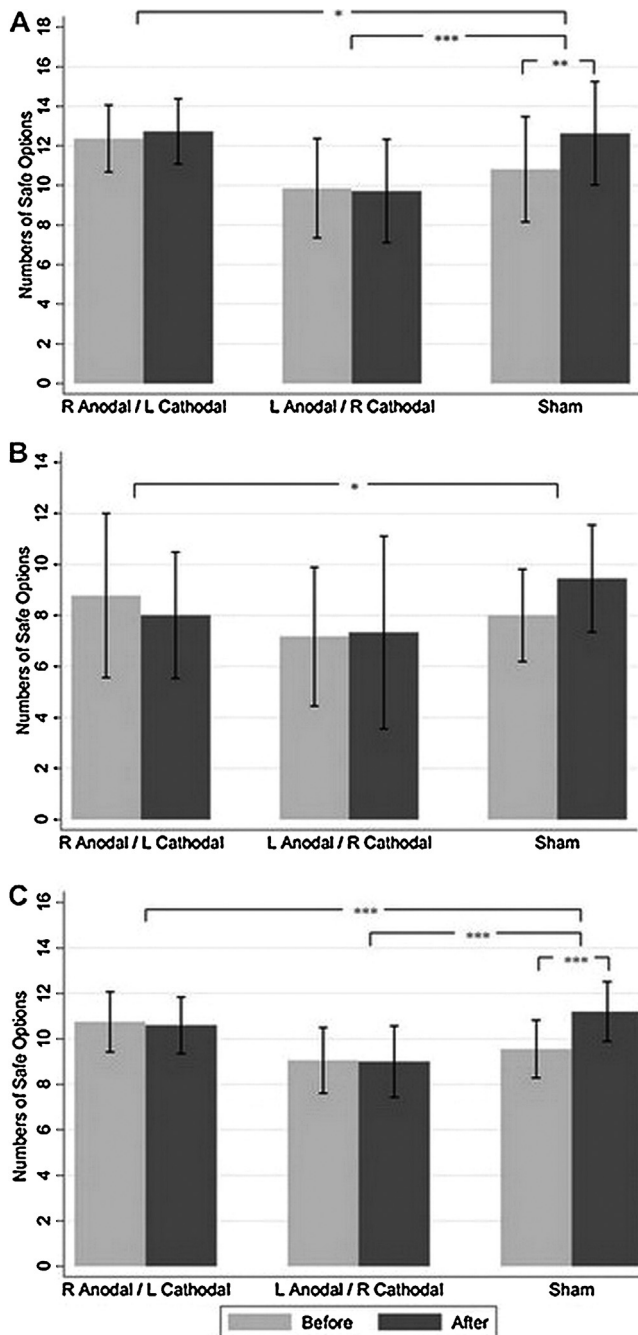 A
Numbers of Safe Options
18
16
14
12
10
8
6
4
2
0
*
***
**
R Anodal / L Cathodal
L Anodal / R Cathodal
Sham
B
Numbers of Safe Options
14
12
10
8
6
4
2
0
*
R Anodal / L Cathodal
L Anodal / R Cathodal
Sham
C
Numbers of Safe Options
16
14
12
10
8
6
4
2
0
***
***
***
R Anodal / L Cathodal
L Anodal / R Cathodal
Sham
Before
After